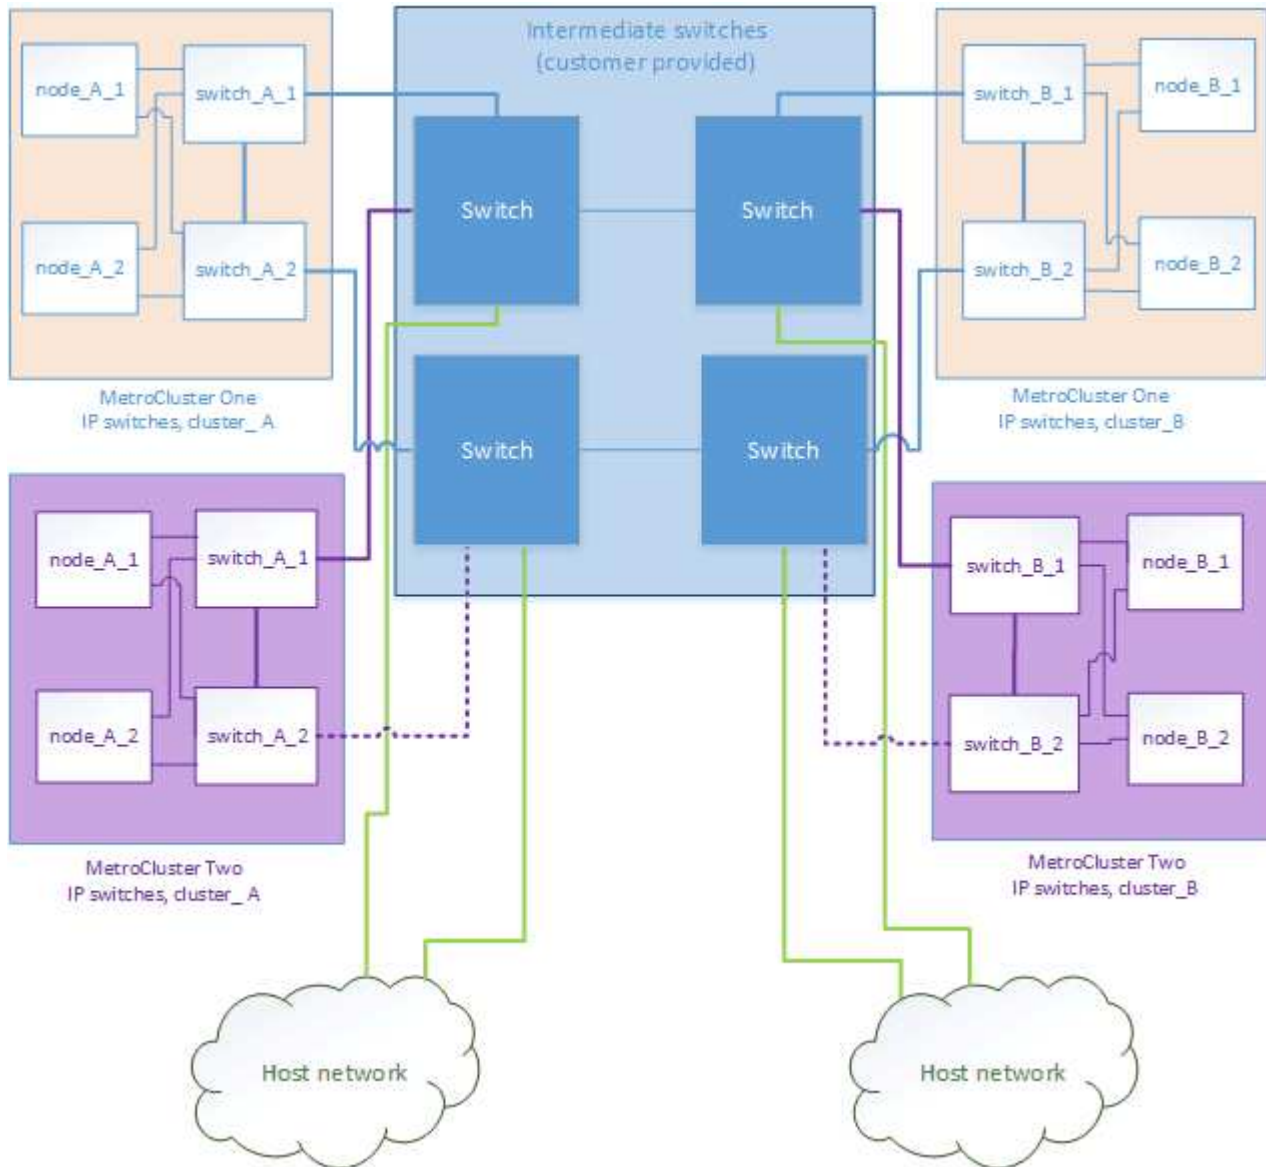 Intermediate switches
(customer provided)
node_A_1
switch_A_1
node_A_2
switch_A_2
MetroCluster One
IP switches, cluster_ A
Switch
Switch
Switch
Switch
switch_B_1
node_B_1
switch_B_2
node_B_2
MetroCluster One
IP switches, cluster_B
node_A_1
switch_A_1
node_A_2
switch_A_2
MetroCluster Two
IP switches, cluster_ A
switch_B_1
node_B_1
switch_B_2
node_B_2
MetroCluster Two
IP switches, cluster_B
Host network
Host network